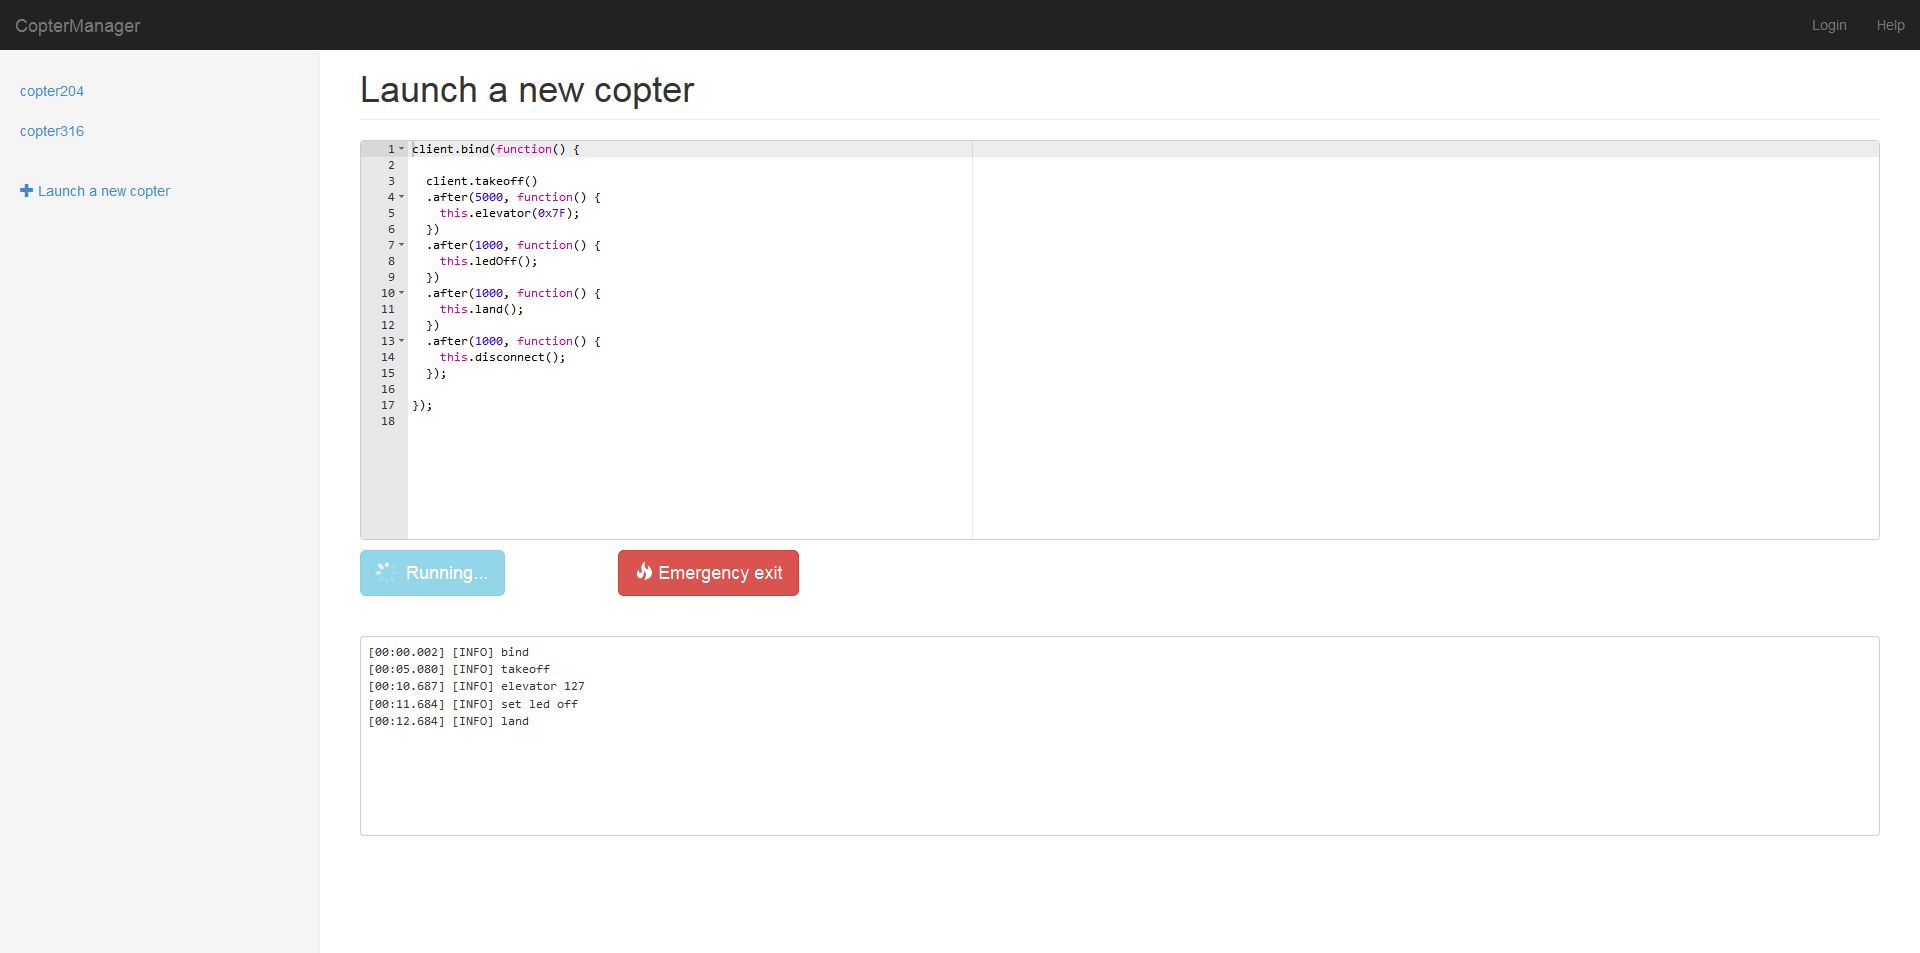 CopterManager
Login
Help
copter204
copter316
Launch a new copter
Launch a new copter
1 client.bind(function() {
2
3 client.takeoff()
4 .after(5000, function() {
5 this.elevator(0x7F);
6 })
7 .after(1000, function() {
8 this.ledOff();
9 })
10 .after(1000, function() {
11 this.land();
12 })
13 .after(1000, function() {
14 this.disconnect();
15 });
16
17 });
18
Running...
Emergency exit
[00:00.002] [INFO] bind
[00:05.080] [INFO] takeoff
[00:10.687] [INFO] elevator 127
[00:11.684] [INFO] set led off
[00:12.684] [INFO] land